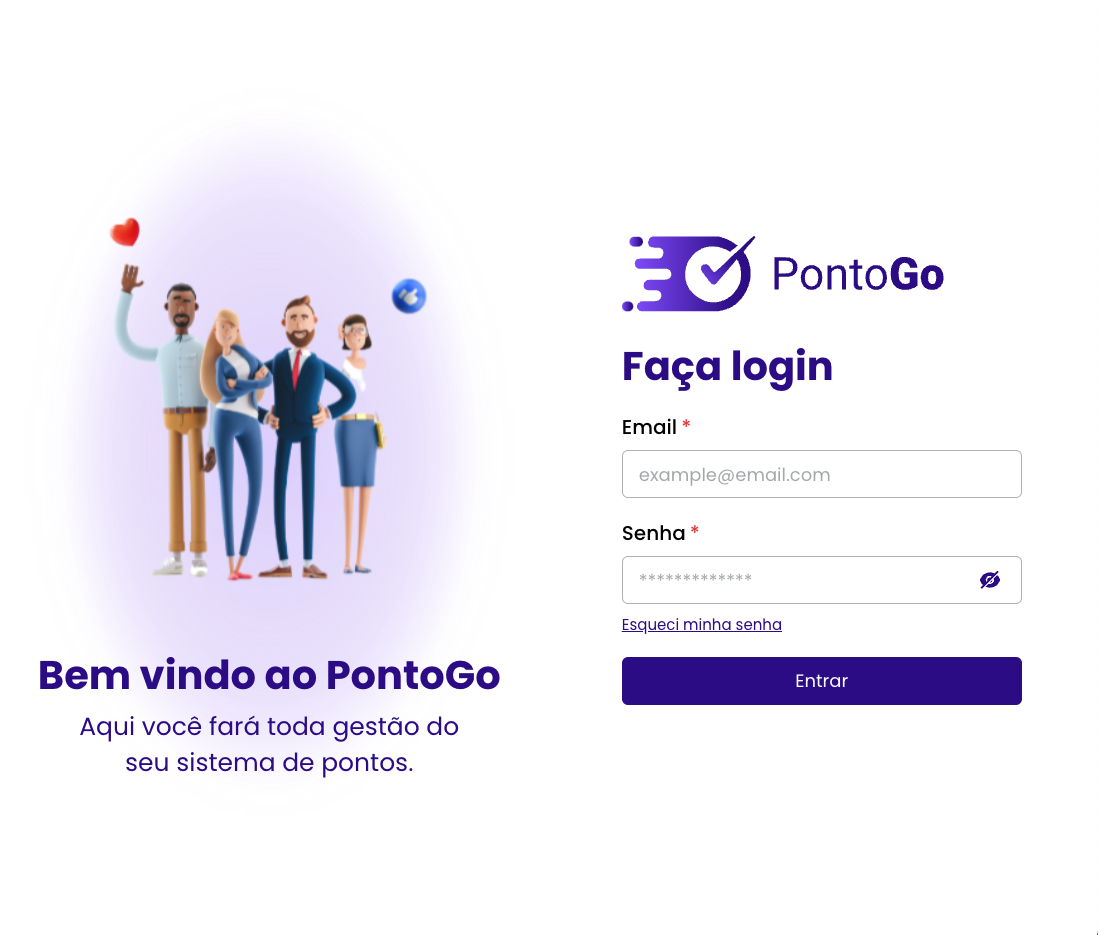 Bem vindo ao PontoGo
Aqui você fará toda gestão do
seu sistema de pontos.
PontoGo
Faça login
Email *
example@email.com
Senha *
*************
Esqueci minha senha
Entrar